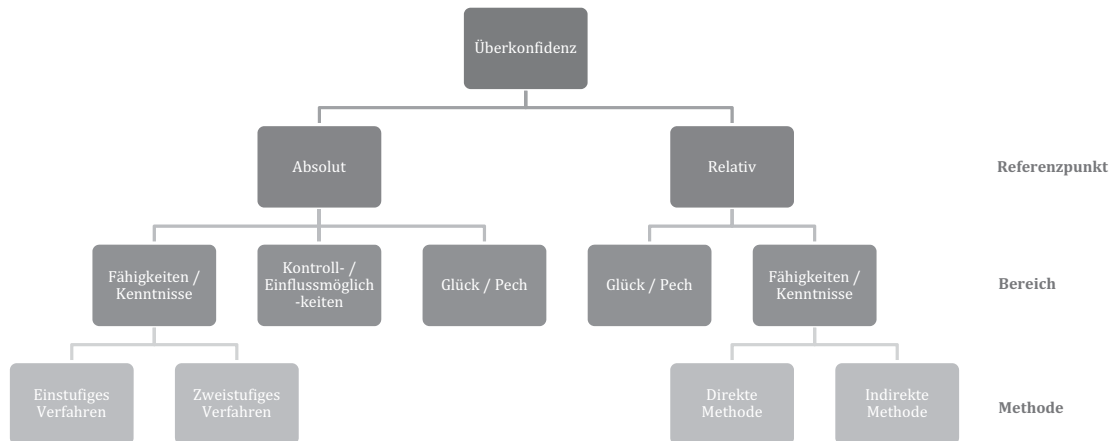 Überkonfidenz
Absolut
Relativ
Referenzpunkt
Fähigkeiten /
Kenntnisse
Kontroll- /
Einflussmöglich
-keiten
Glück / Pech
Glück / Pech
Fähigkeiten /
Kenntnisse
Bereich
Einstufiges
Verfahren
Zweistufiges
Verfahren
Direkte
Methode
Indirekte
Methode
Methode